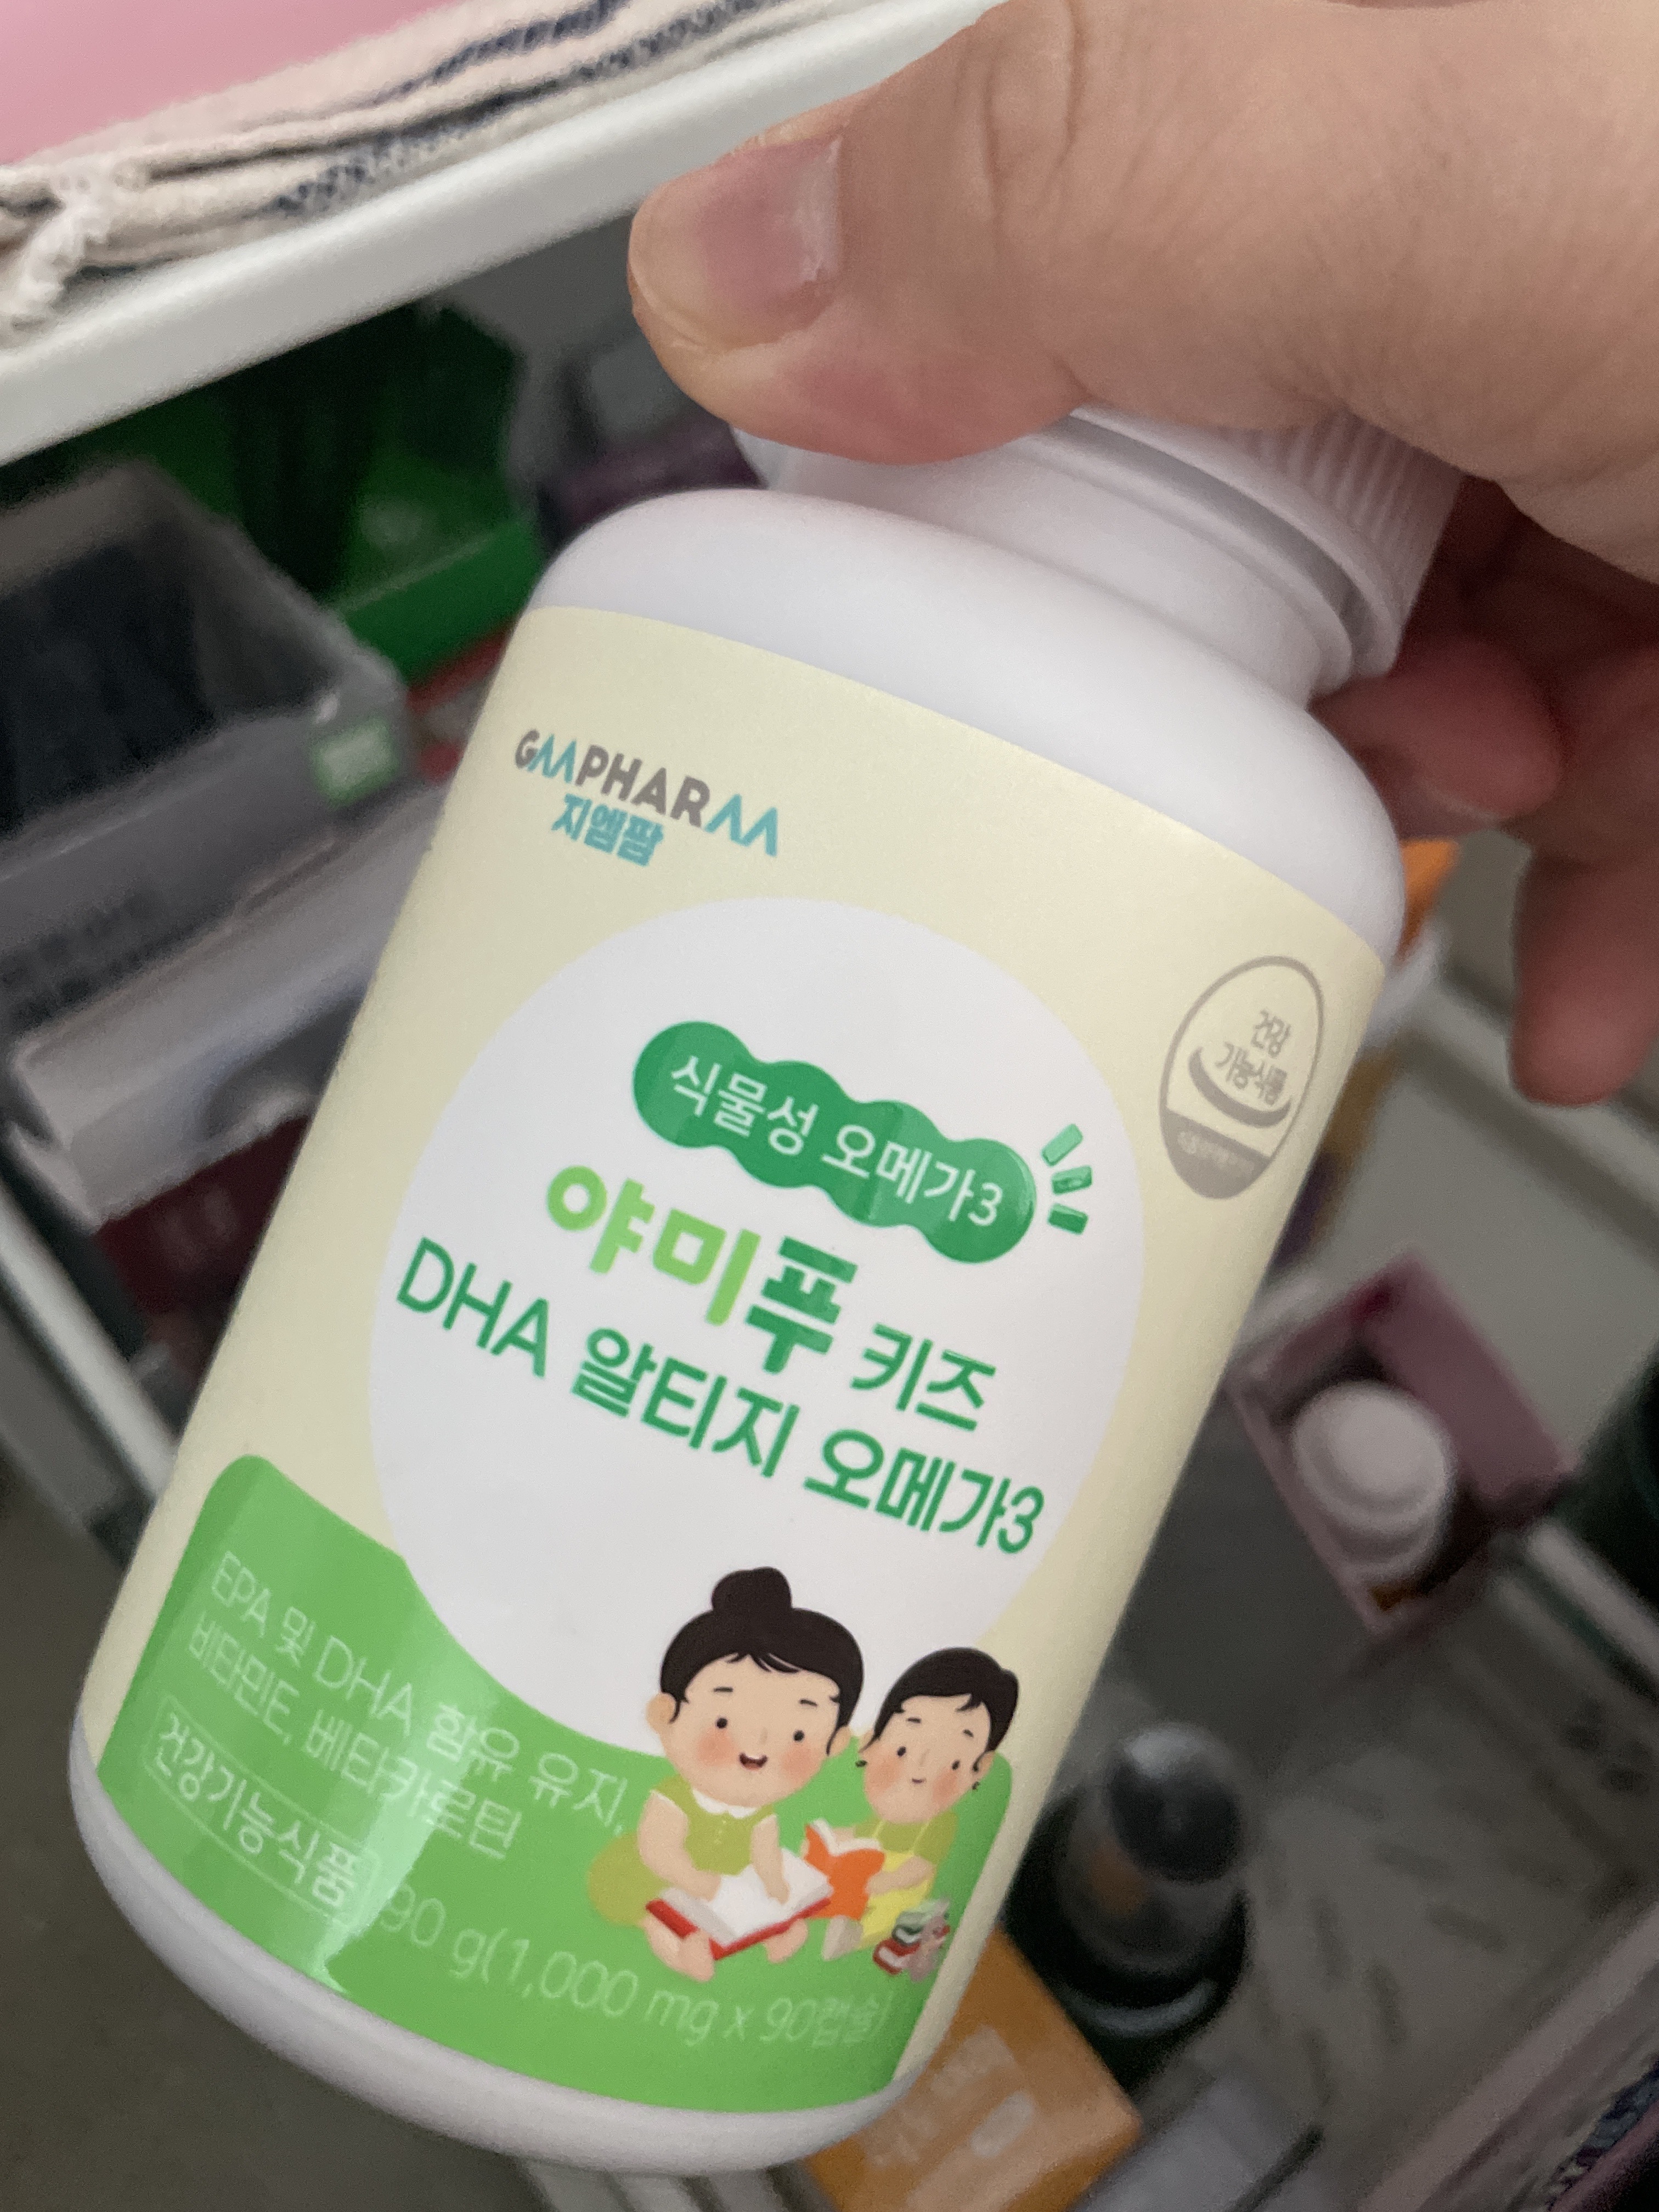 GMPHARM
지엠팜
건강
기능식품
식물성 오메가3
야미푸 키즈
DHA 알티지 오메가3
EPA 및 DHA 함유 유지,
비타민E, 베타카로틴
건강기능식품 90 g(1,000 mg x 90캡슐)